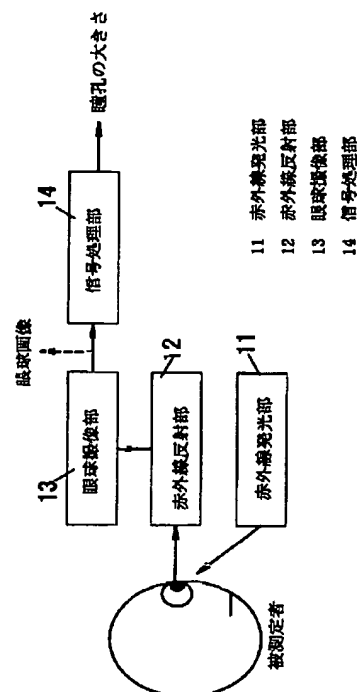 瞳孔の大きさ
14
信号処理部
眼球画像
13
眼球撮像部
12
赤外線反射部
11
赤外線発光部
被測定者
11 赤外線発光部
12 赤外線反射部
13 眼球撮像部
14 信号処理部